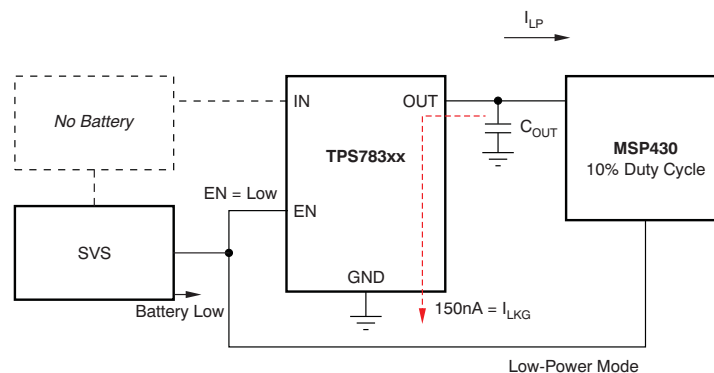 I_LP
No Battery
IN
OUT
C_OUT
TPS783xx
MSP430
10% Duty Cycle
EN = Low
EN
SVS
GND
Battery Low
150nA = I_LKG
Low-Power Mode